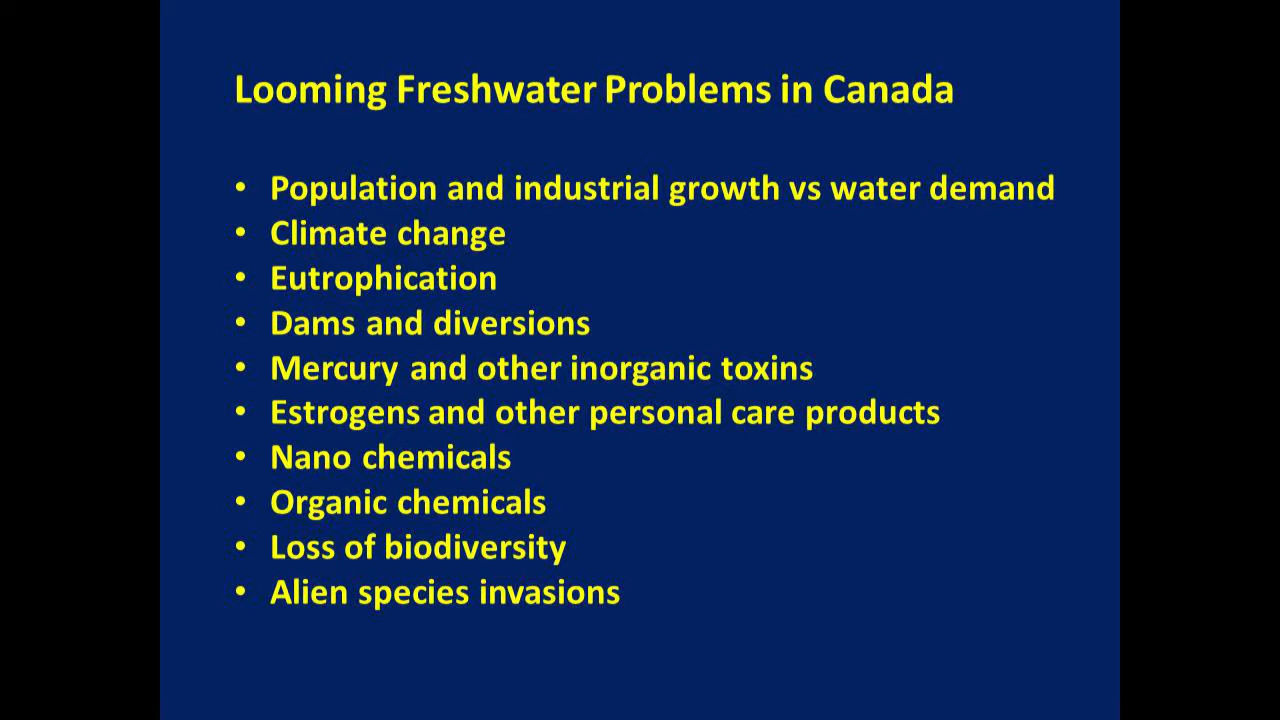 Looming Freshwater Problems in Canada
• Population and industrial growth vs water demand
• Climate change
• Eutrophication
• Dams and diversions
• Mercury and other inorganic toxins
• Estrogens and other personal care products
• Nano chemicals
• Organic chemicals
• Loss of biodiversity
• Alien species invasions